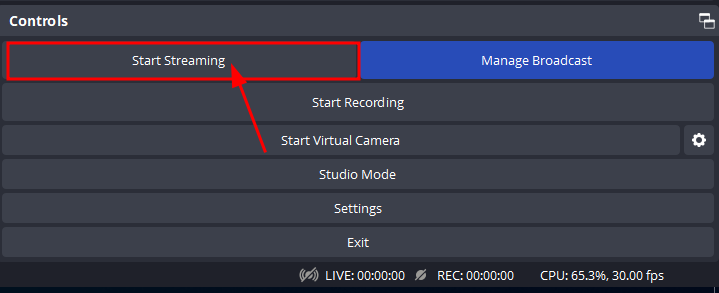 Controls
Start Streaming
Manage Broadcast
Start Recording
Start Virtual Camera
Studio Mode
Settings
Exit
LIVE: 00:00:00 REC: 00:00:00 CPU: 65.3%, 30.00 fps